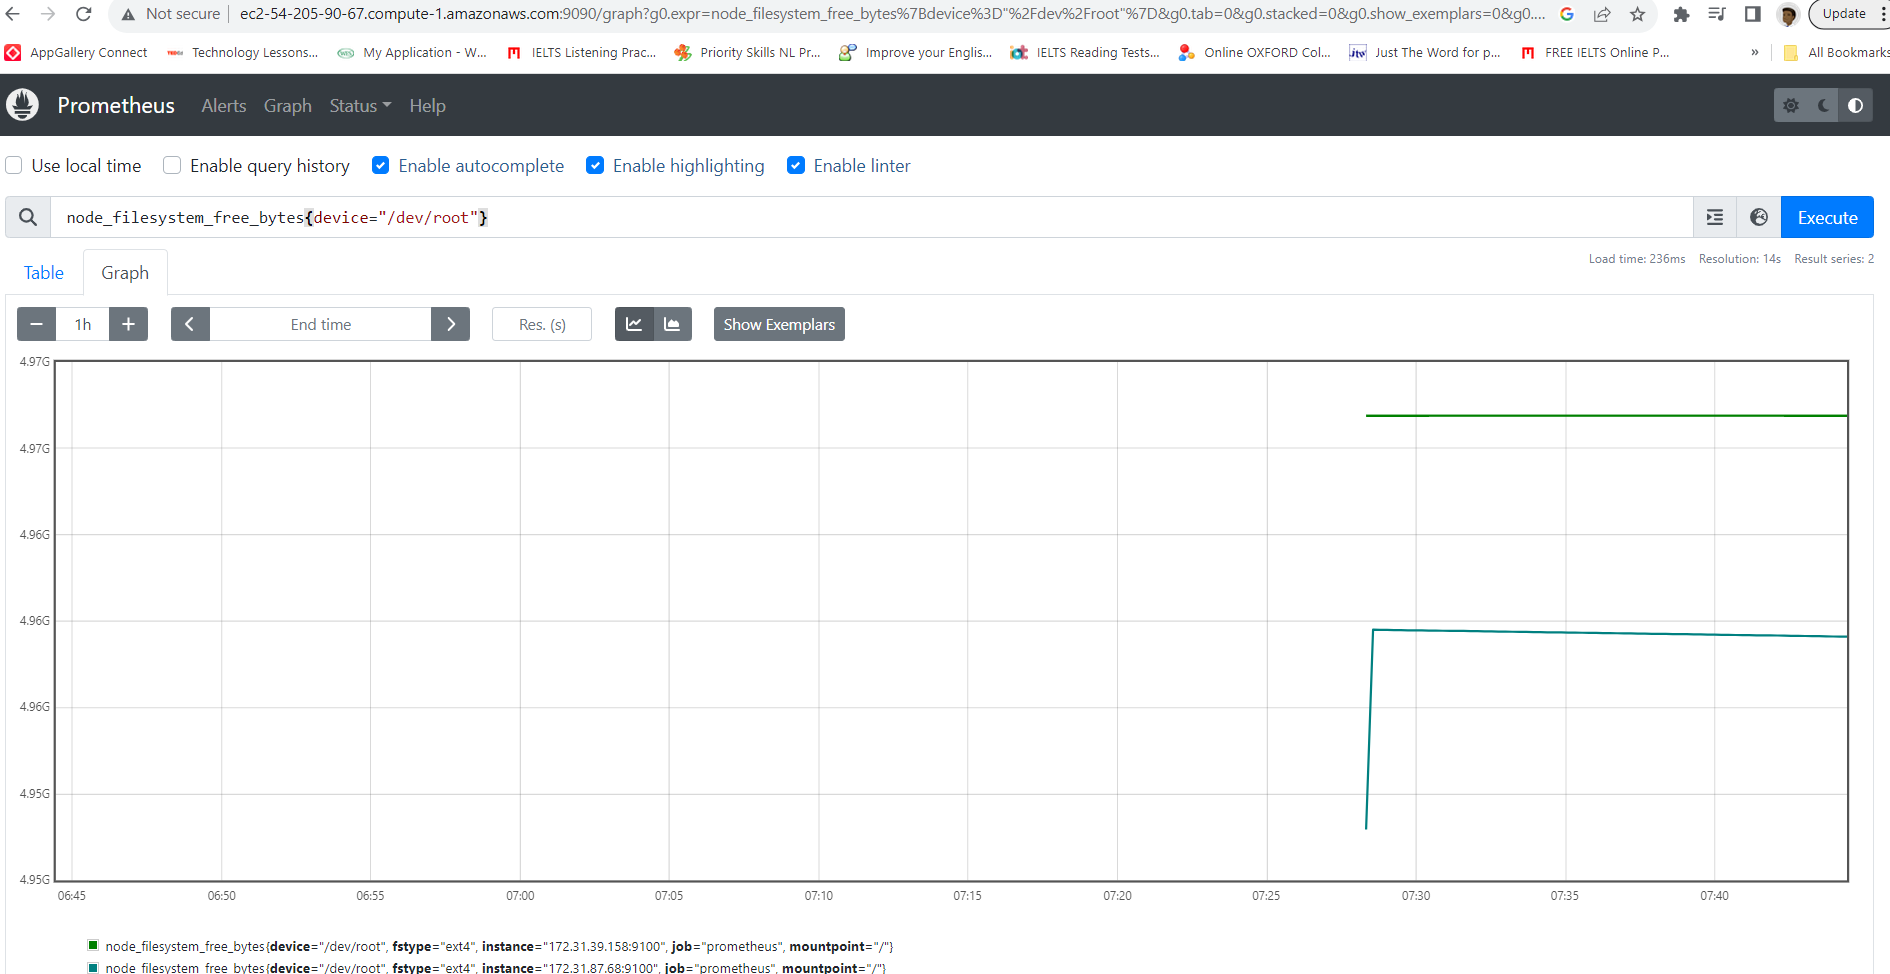 Not secure ec2-54-205-90-67.compute-1.amazonaws.com:9090/graph?g0.expr=node_filesystem_free_bytes%7Bdevice%3D"%2Fdev%2Froot"%7D&g0.tab=0&g0.stacked=0&g0.show_exemplars=0&g0.... Update
AppGallery Connect Technology Lessons... My Application - W... IELTS Listening Prac... Priority Skills NL Pr... Improve your Englis... IELTS Reading Tests... Online OXFORD Col... jtw Just The Word for p... FREE IELTS Online P... » All Bookmarks
Prometheus Alerts Graph Status Help
Use local time Enable query history Enable autocomplete Enable highlighting Enable linter
node_filesystem_free_bytes{device="/dev/root"} Execute
Table Graph Load time: 236ms Resolution: 14s Result series: 2
− 1h + End time Res. (s) Show Exemplars
4.97G
4.97G
4.96G
4.96G
4.96G
4.95G
4.95G
06:45 06:50 06:55 07:00 07:05 07:10 07:15 07:20 07:25 07:30 07:35 07:40
node_filesystem_free_bytes{device="/dev/root", fstype="ext4", instance="172.31.39.158:9100", job="prometheus", mountpoint="/"}
node_filesystem_free_bytes{device="/dev/root", fstype="ext4", instance="172.31.87.68:9100", job="prometheus", mountpoint="/"}